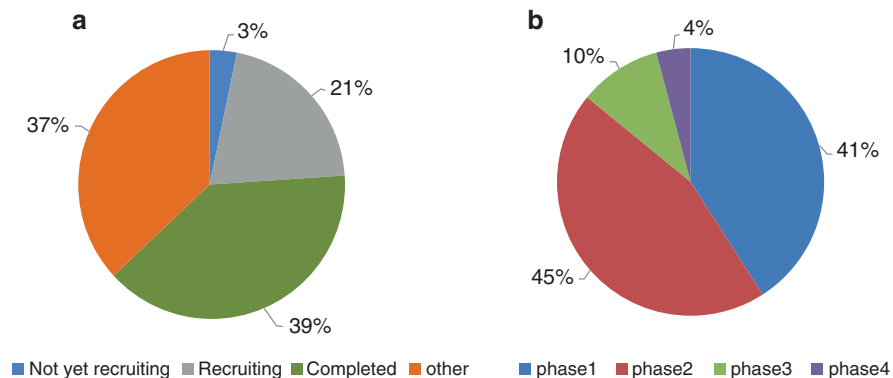 a
3%
21%
37%
39%
Not yet recruiting Recruiting Completed other
b
4%
10%
41%
45%
phase1 phase2 phase3 phase4